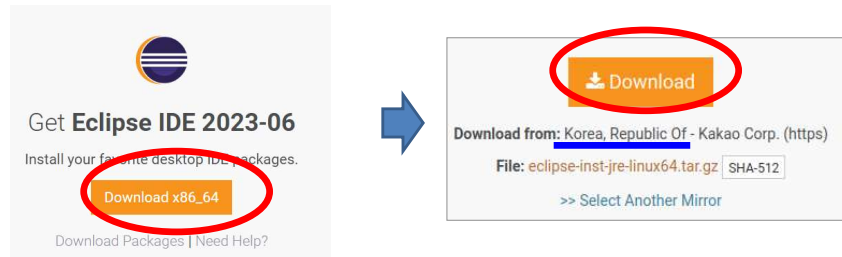 Get Eclipse IDE 2023-06
Install your favorite desktop IDE packages.
Download x86_64
Download Packages | Need Help?
Download
Download from: Korea, Republic Of - Kakao Corp. (https)
File: eclipse-inst-jre-linux64.tar.gz SHA-512
>> Select Another Mirror